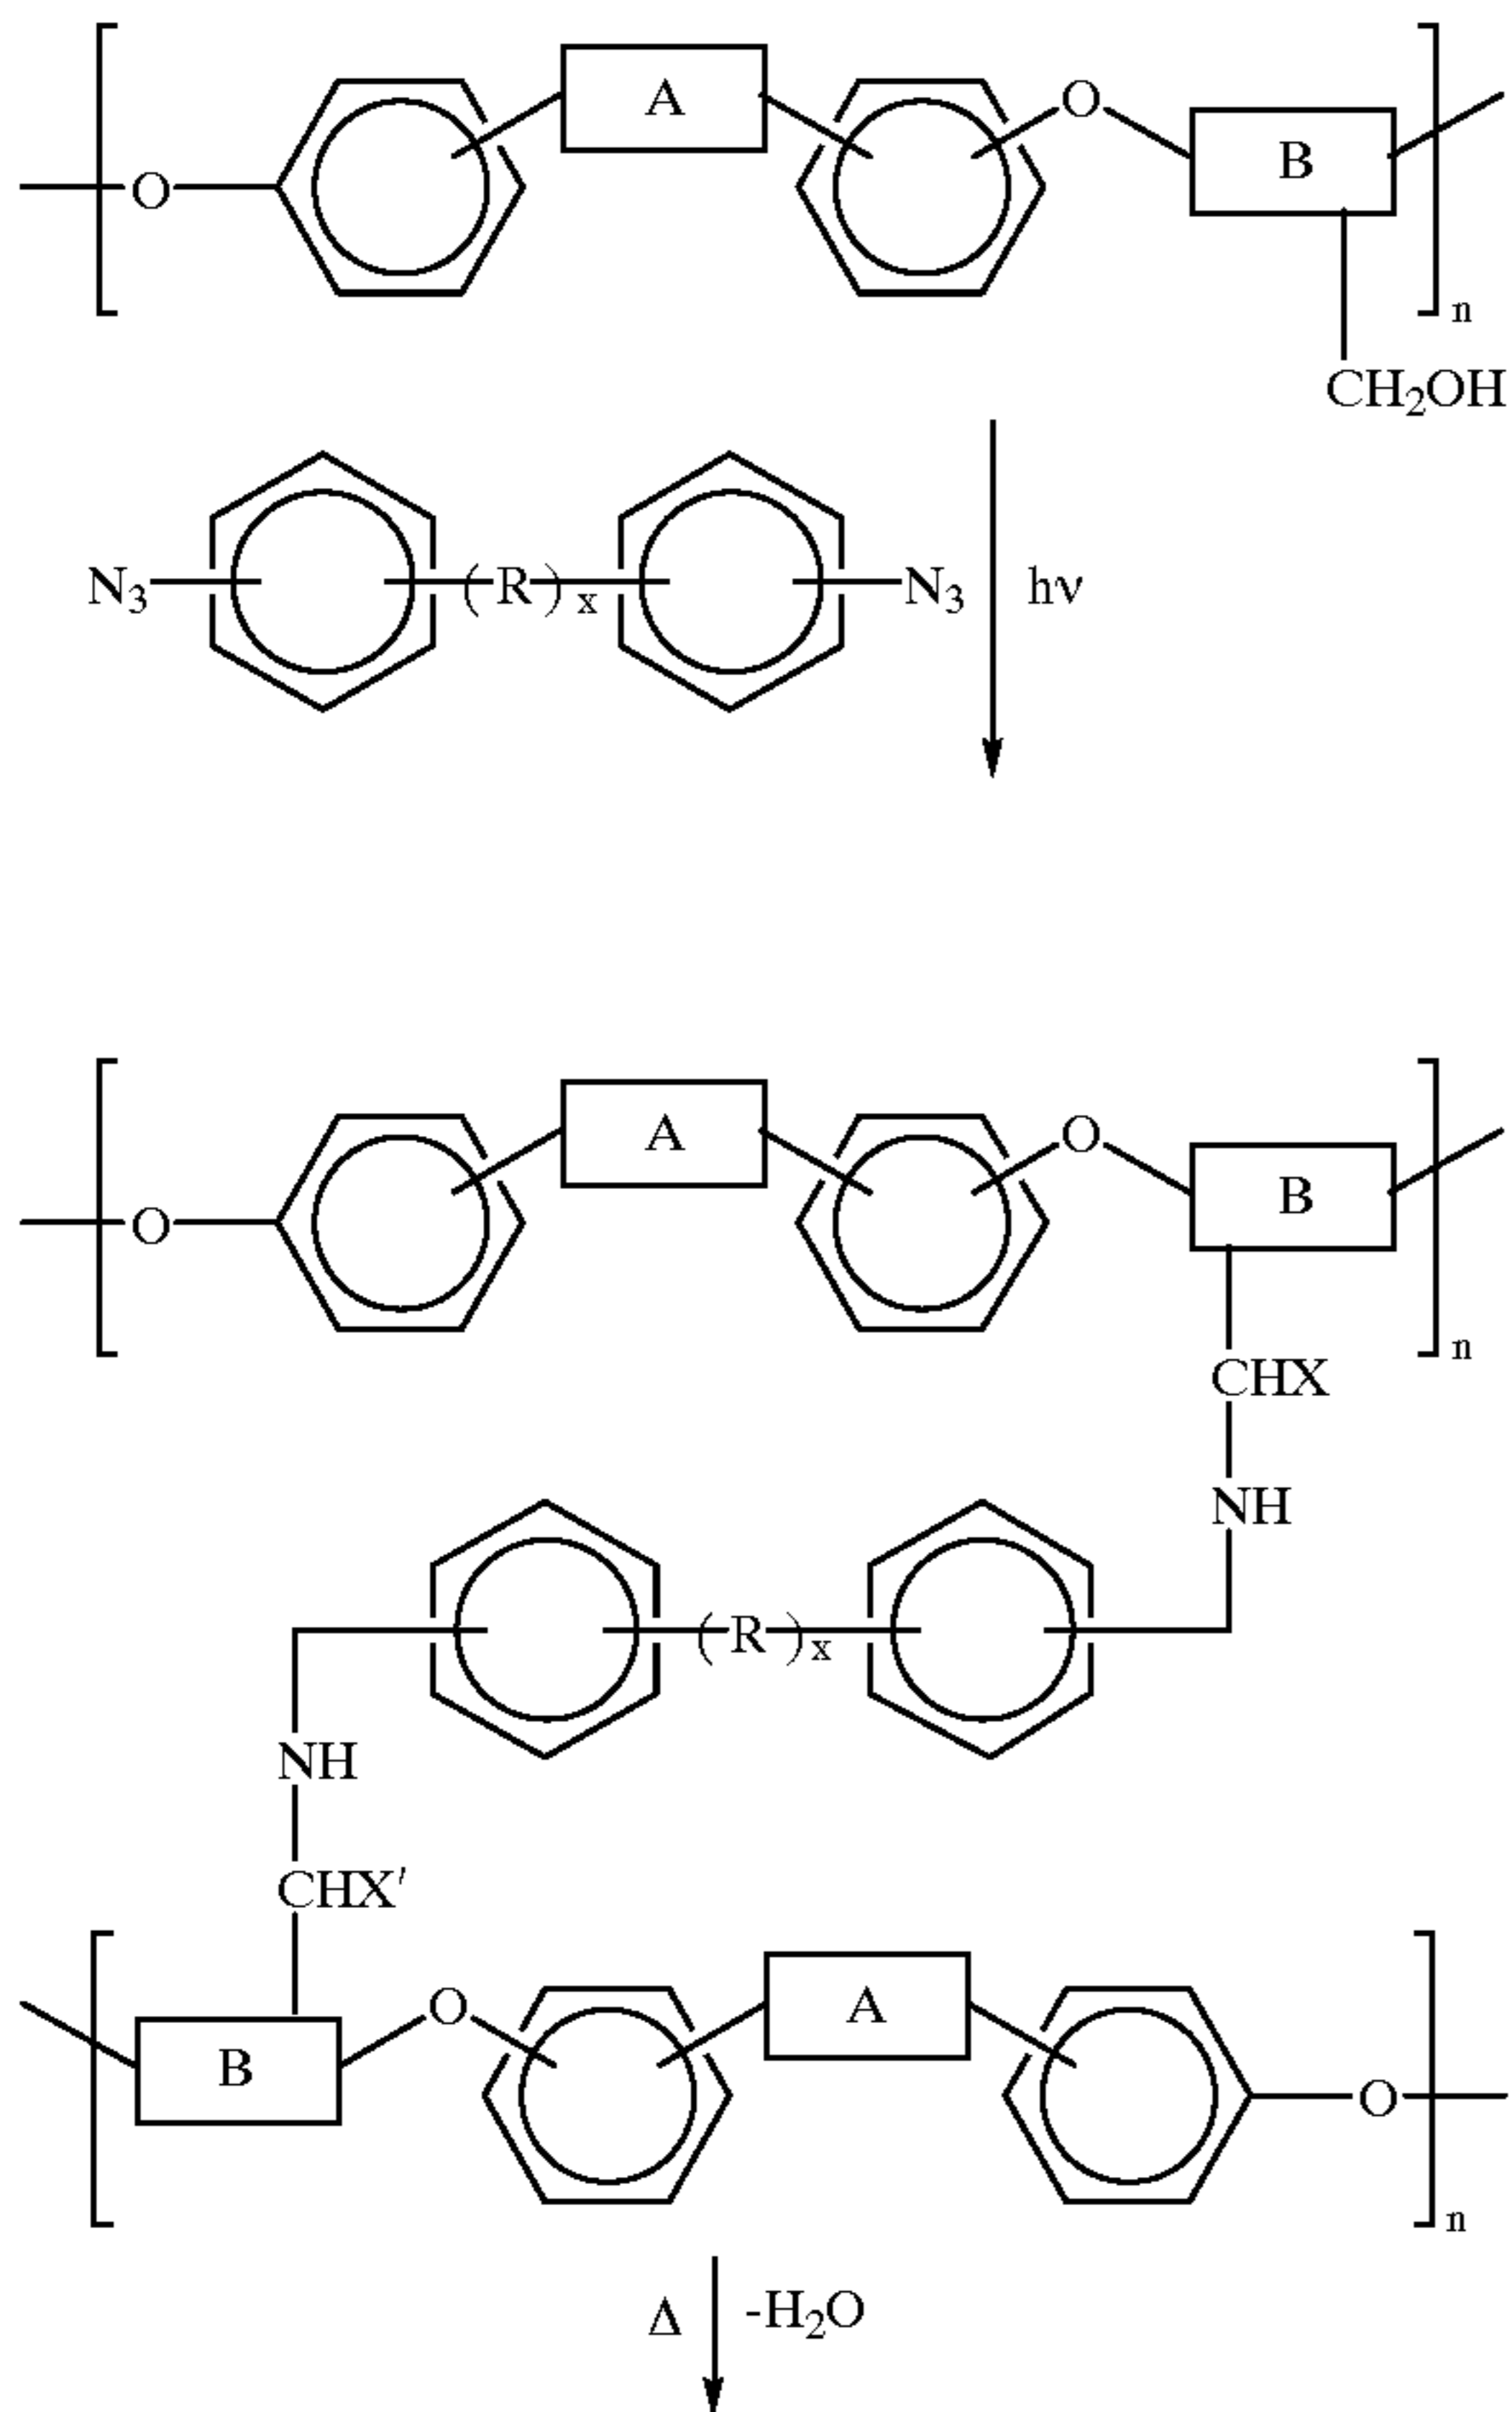 A
O
B
O
n
CH₂OH
N₃ (R)ₓ N₃ hν
A
O
B
O
n
CHX
NH
(R)ₓ
NH
CHX′
A
O
B
O
n
Δ -H₂O